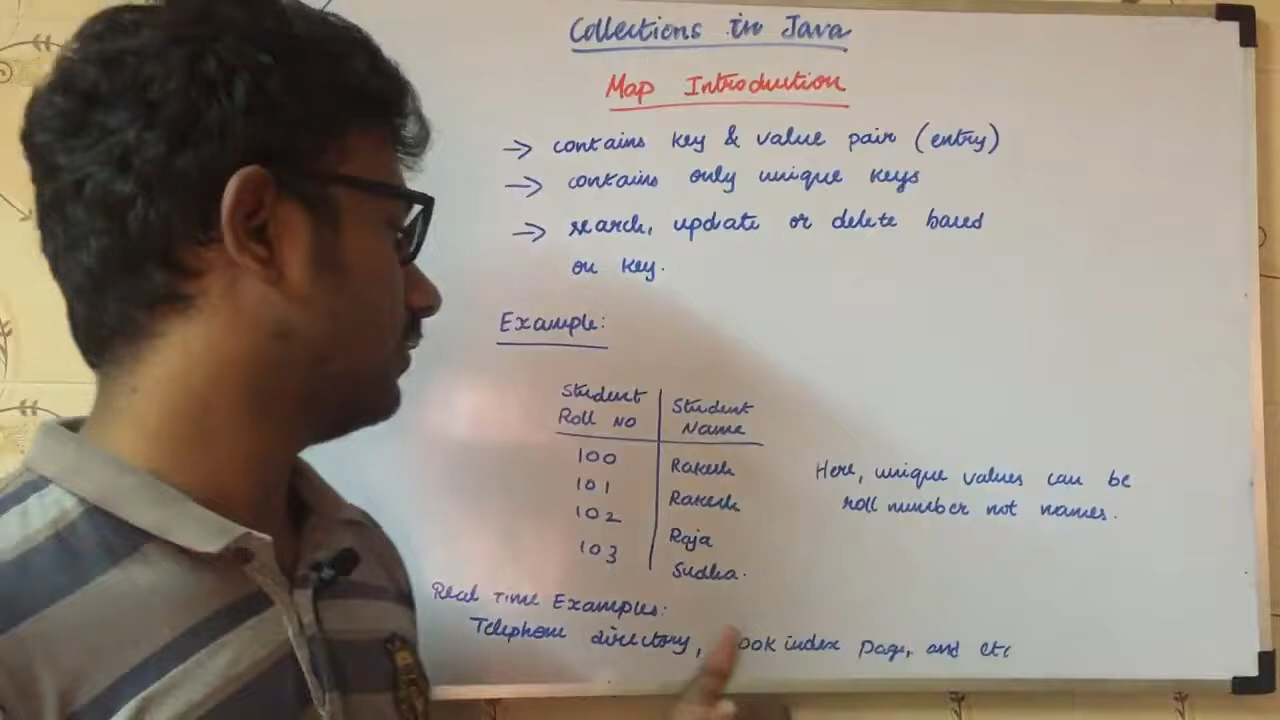 Collections in Java
Map Introduction
→ contains key & value pair (entry)
→ contains only unique keys
→ search, update or delete based
on key.
Example:
Student Roll No | Student Name
100 | Rakesh
101 | Rakesh
102 | Raja
103 | Sudha.
Here, unique values can be
roll number not names.
Real Time Examples:
Telephone directory, ook index page, and etc